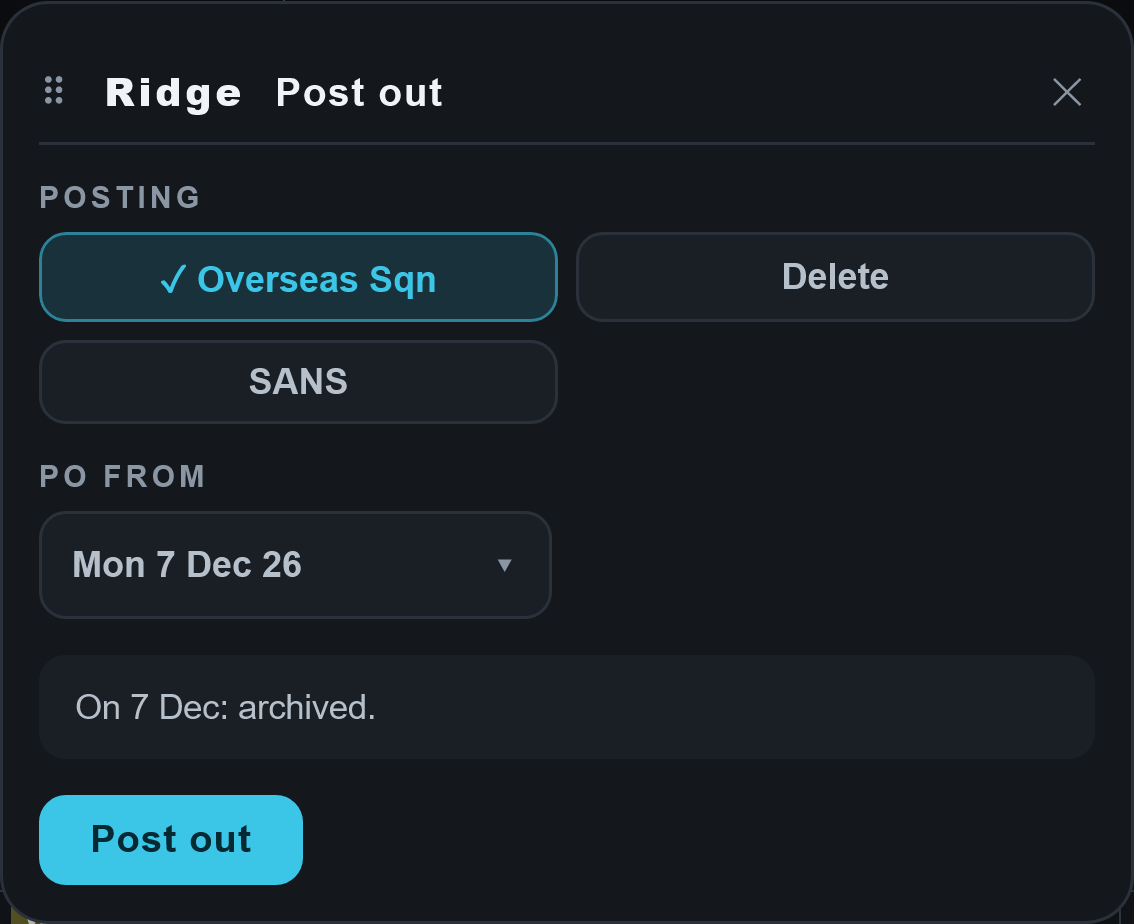 Ridge Post out
POSTING
✓ Overseas Sqn
Delete
SANS
PO FROM
Mon 7 Dec 26
On 7 Dec: archived.
Post out